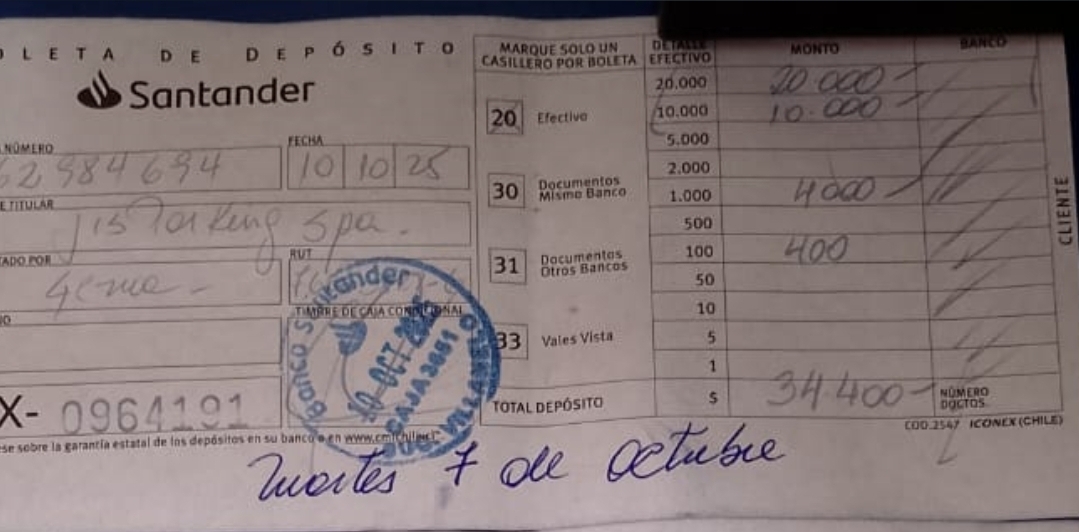 OLETA DE DEPÓSITO
Santander
NÚMERO
62984694
FECHA
10 10 25
E TITULAR
Jis Parking Spa.
TADO POR
RUT
TIMBRE DE CAJA CONDICIONAL
X- 0964191
ese sobre la garantía estatal de los depósitos en su banco o en www.cmfchile.cl
MARQUE SOLO UN
CASILLERO POR BOLETA
20 Efectivo
30 Documentos
Mismo Banco
31 Documentos
Otros Bancos
33 Vales Vista
DETALLE EFECTIVO MONTO BANCO
20.000 20.000
10.000 10.000
5.000
2.000
1.000 4000
500
100 400
50
10
5
1
TOTAL DEPÓSITO $ 34.400
NÚMERO
DOCTOS.
COD.2547 ICONEX (CHILE)
CLIENTE
Banco Santander
10 OCT 2025
CAJA 3651
SUC. VILLARRICA
martes 7 de octubre